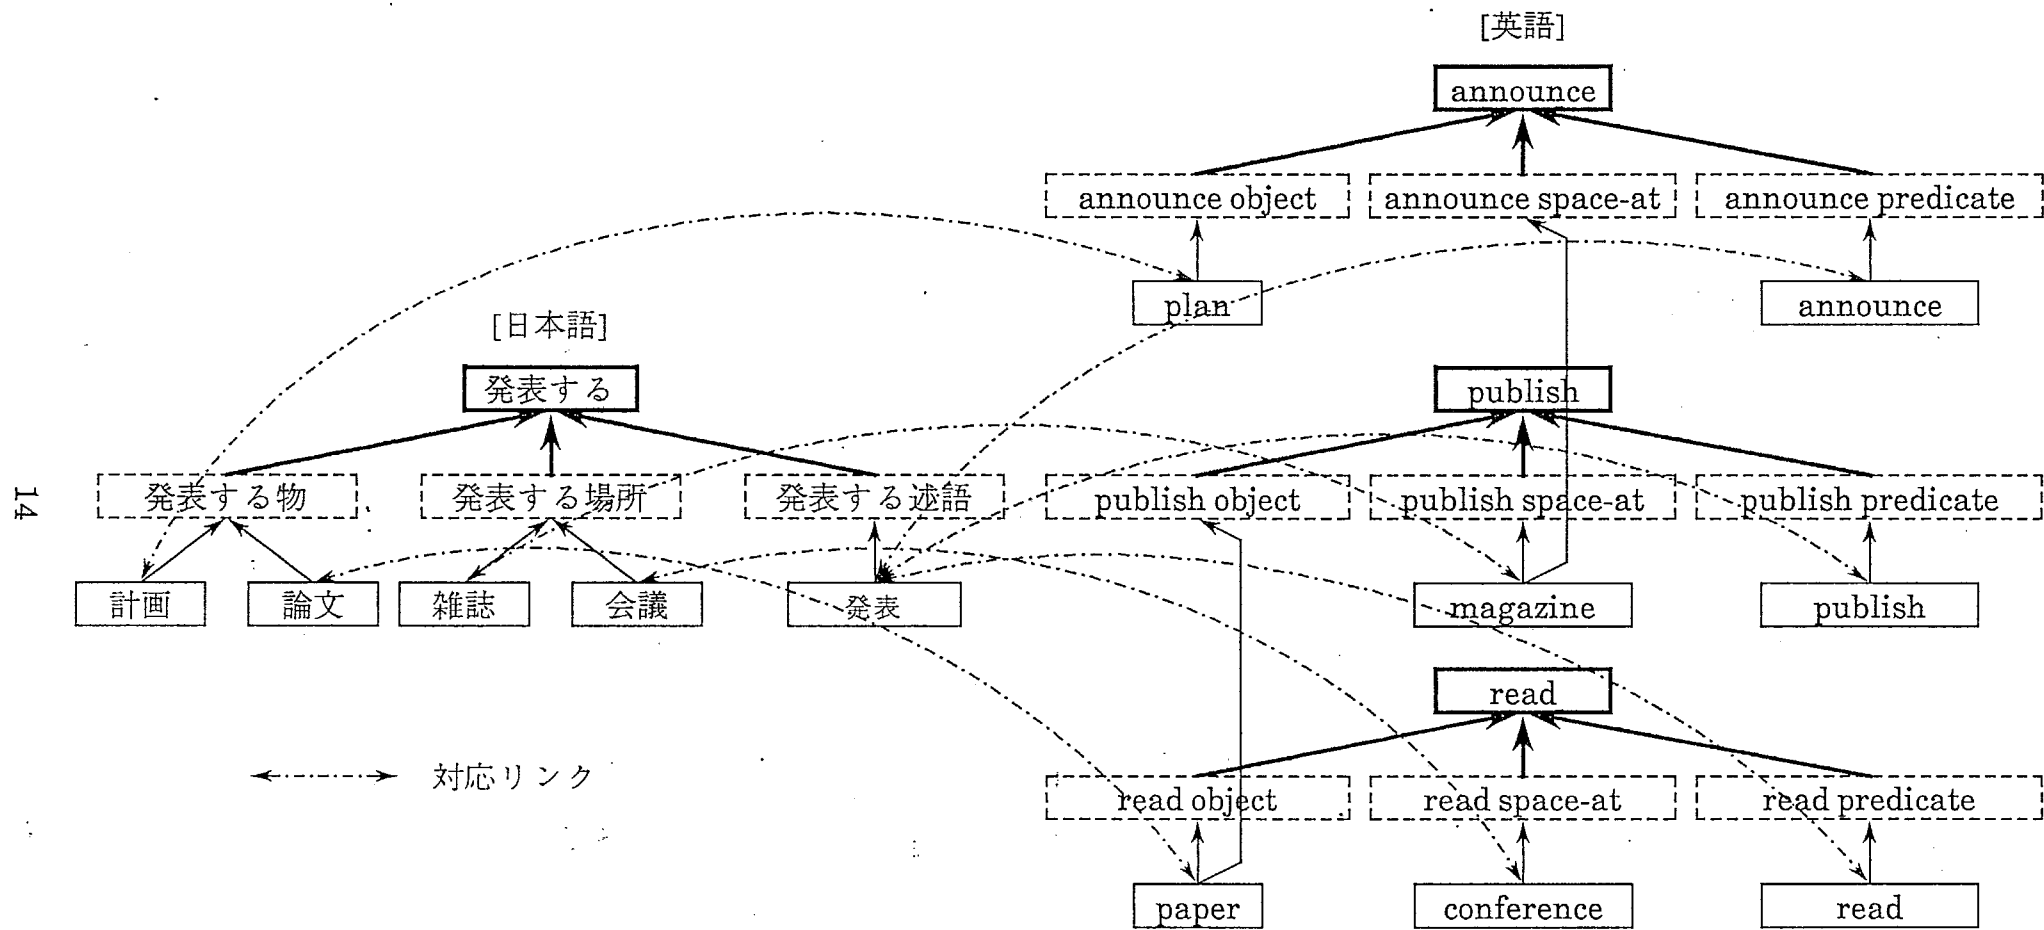 [英語]
announce
announce object
announce space-at
announce predicate
plan
announce
[日本語]
発表する
publish
発表する物
発表する場所
発表する述語
publish object
publish space-at
publish predicate
計画
論文
雑誌
会議
発表
magazine
publish
read
対応リンク
read object
read space-at
read predicate
paper
conference
read
14